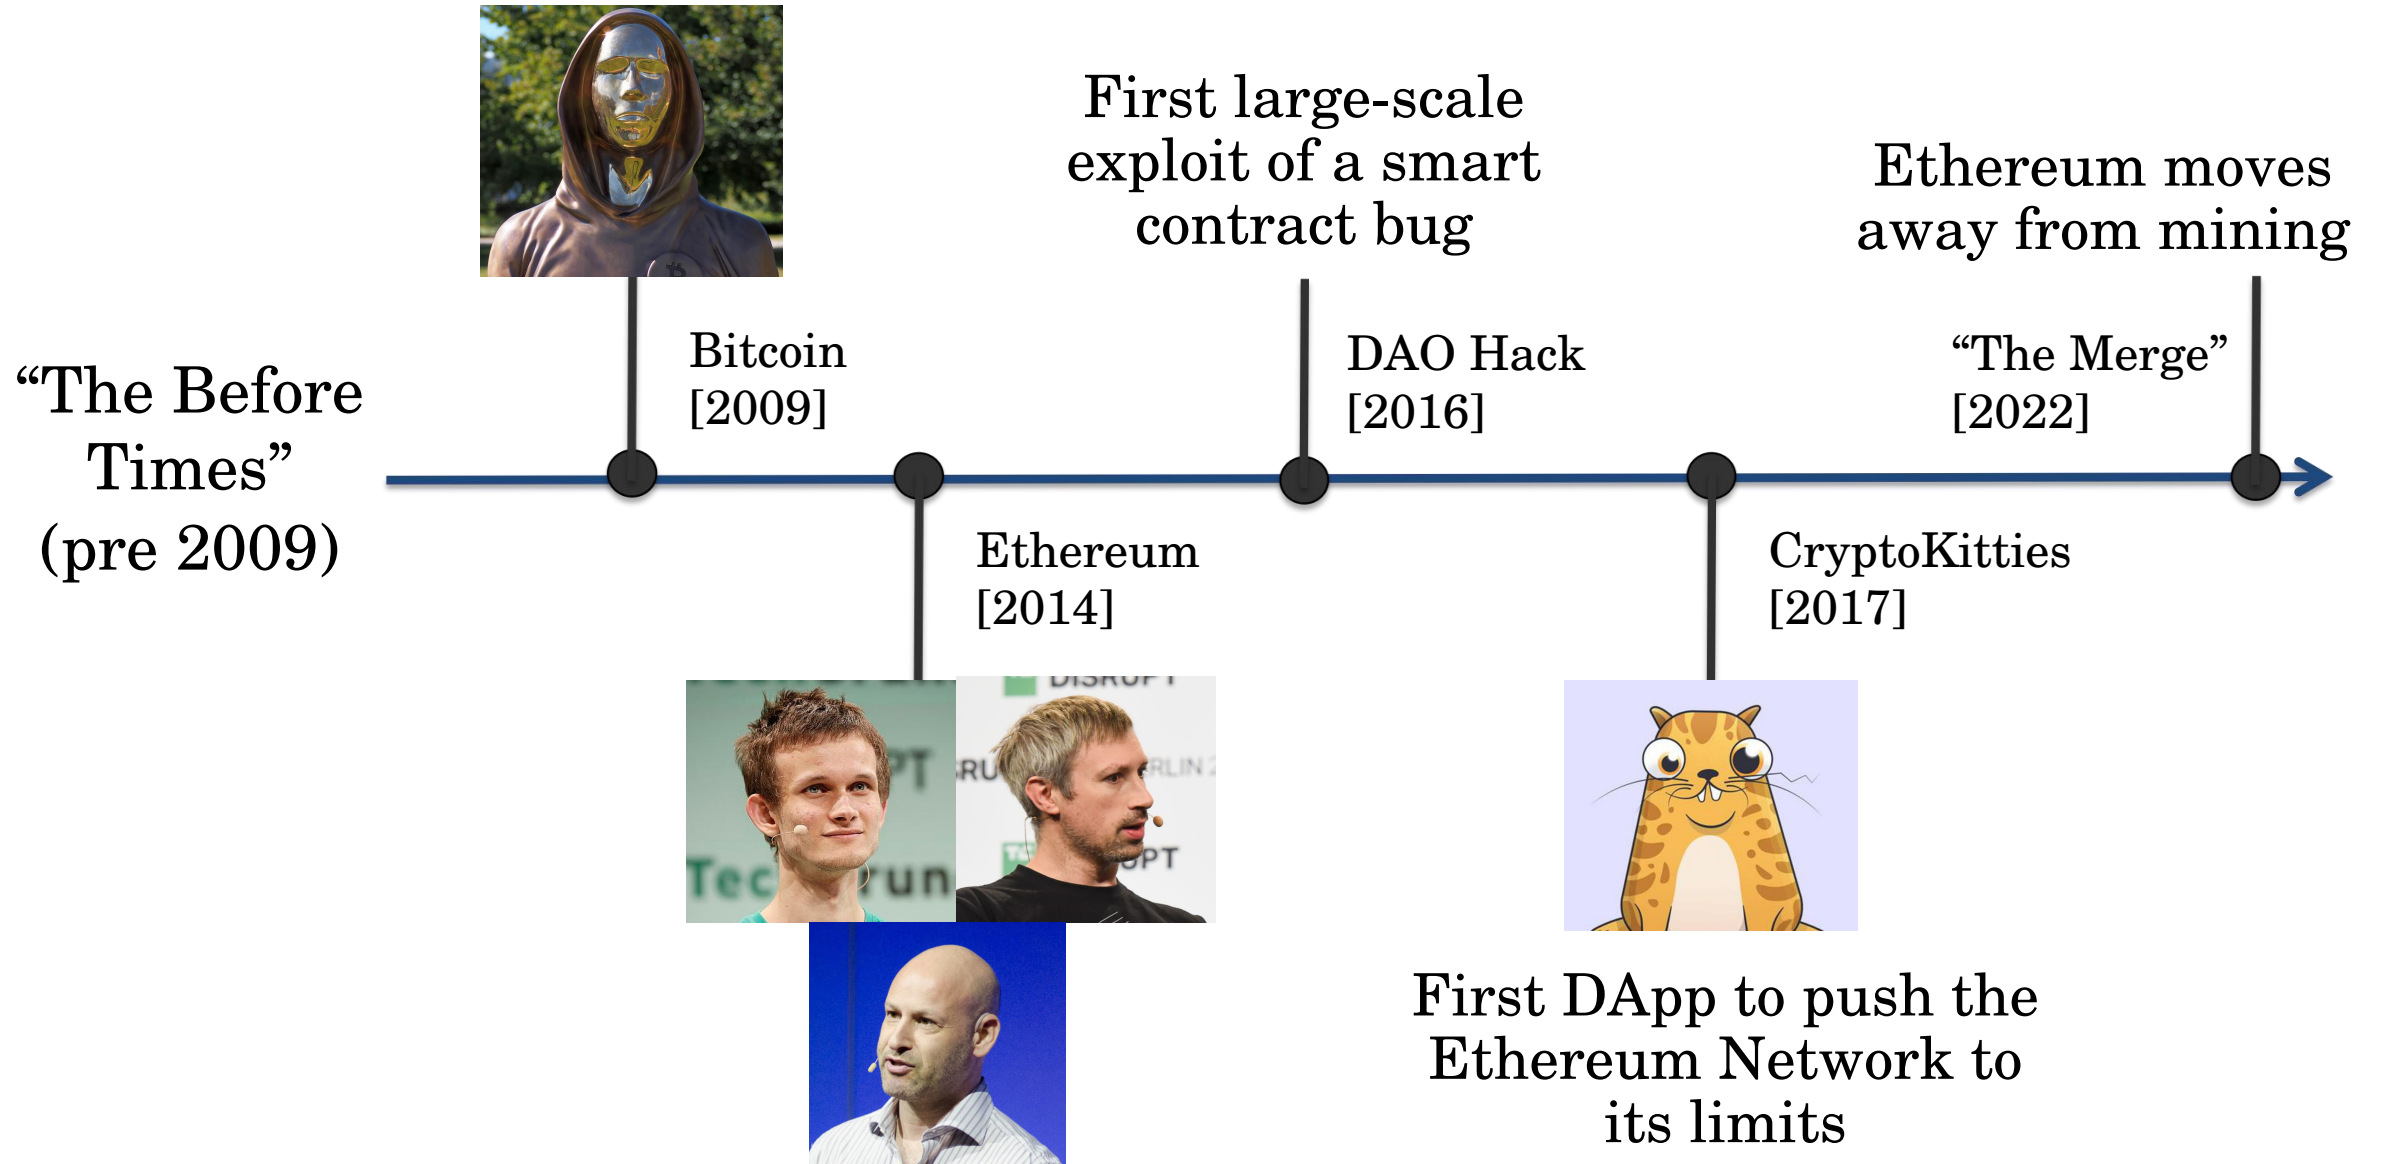 “The Before
Times”
(pre 2009)
Bitcoin
[2009]
Ethereum
[2014]
First large-scale
exploit of a smart
contract bug
DAO Hack
[2016]
CryptoKitties
[2017]
First DApp to push the
Ethereum Network to
its limits
Ethereum moves
away from mining
“The Merge”
[2022]
DISRUPT